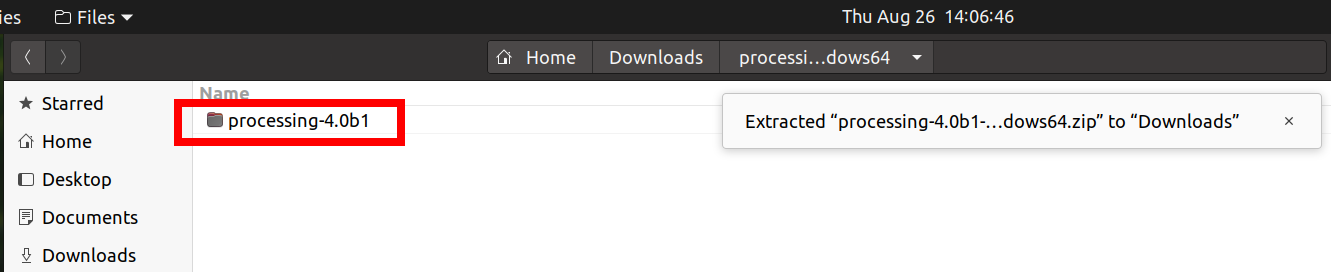 ies Files Thu Aug 26 14:06:46
Home Downloads processi…dows64
Name
Starred
processing-4.0b1
Extracted “processing-4.0b1-…dows64.zip” to “Downloads” ×
Home
Desktop
Documents
Downloads